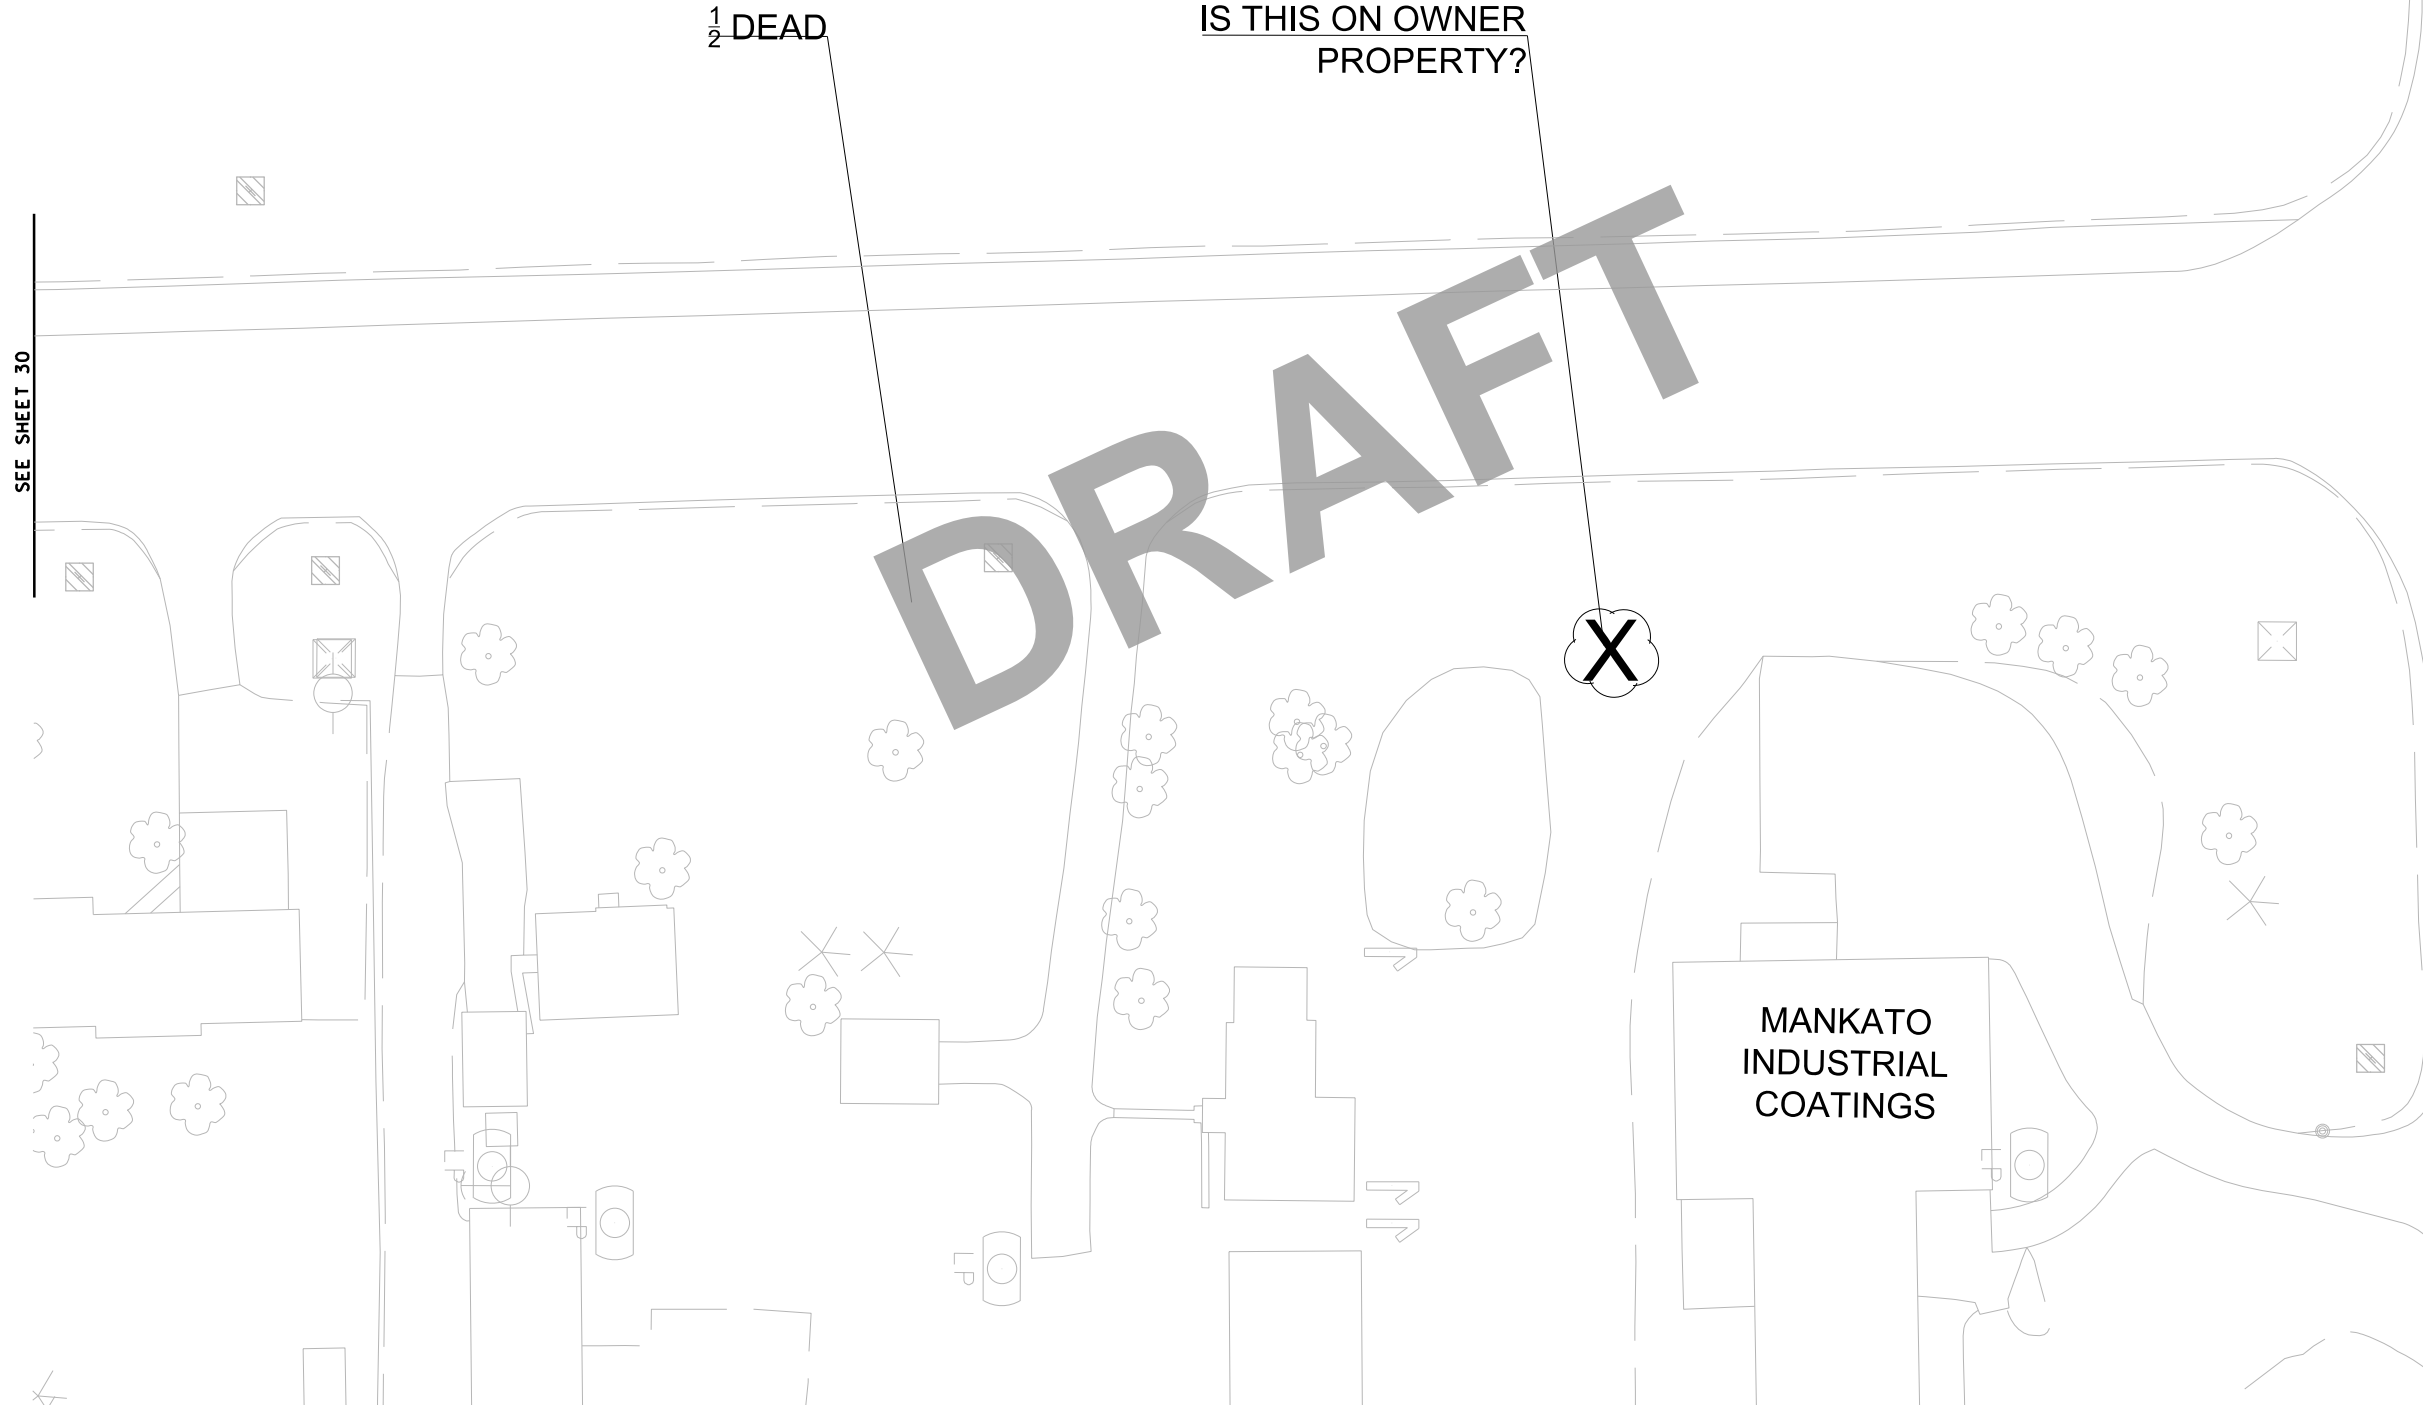 ½ DEAD
IS THIS ON OWNER
PROPERTY?
SEE SHEET 30
DRAFT
X
MANKATO
INDUSTRIAL
COATINGS